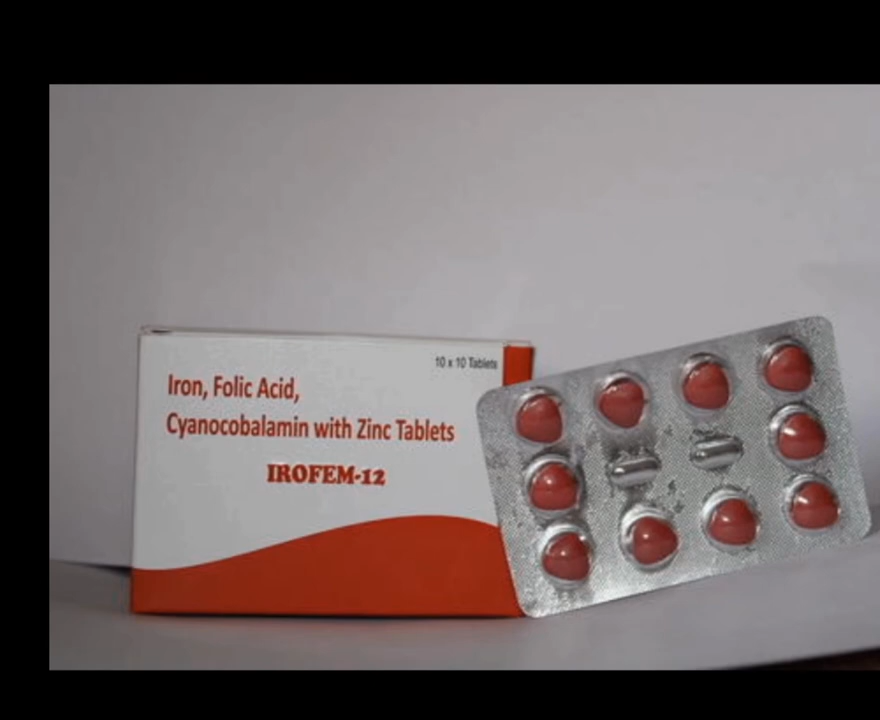 10 x 10 Tablets
Iron, Folic Acid,
Cyanocobalamin with Zinc Tablets
IROFEM-12